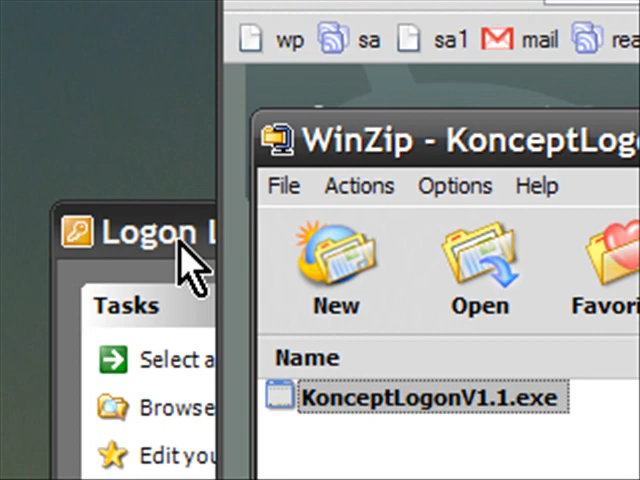 wp sa sa1 mail
WinZip - KonceptLog
File Actions Options Help
Logon
New Open
Tasks
Name
Select a
Browse
KonceptLogonV1.1.exe
Edit you